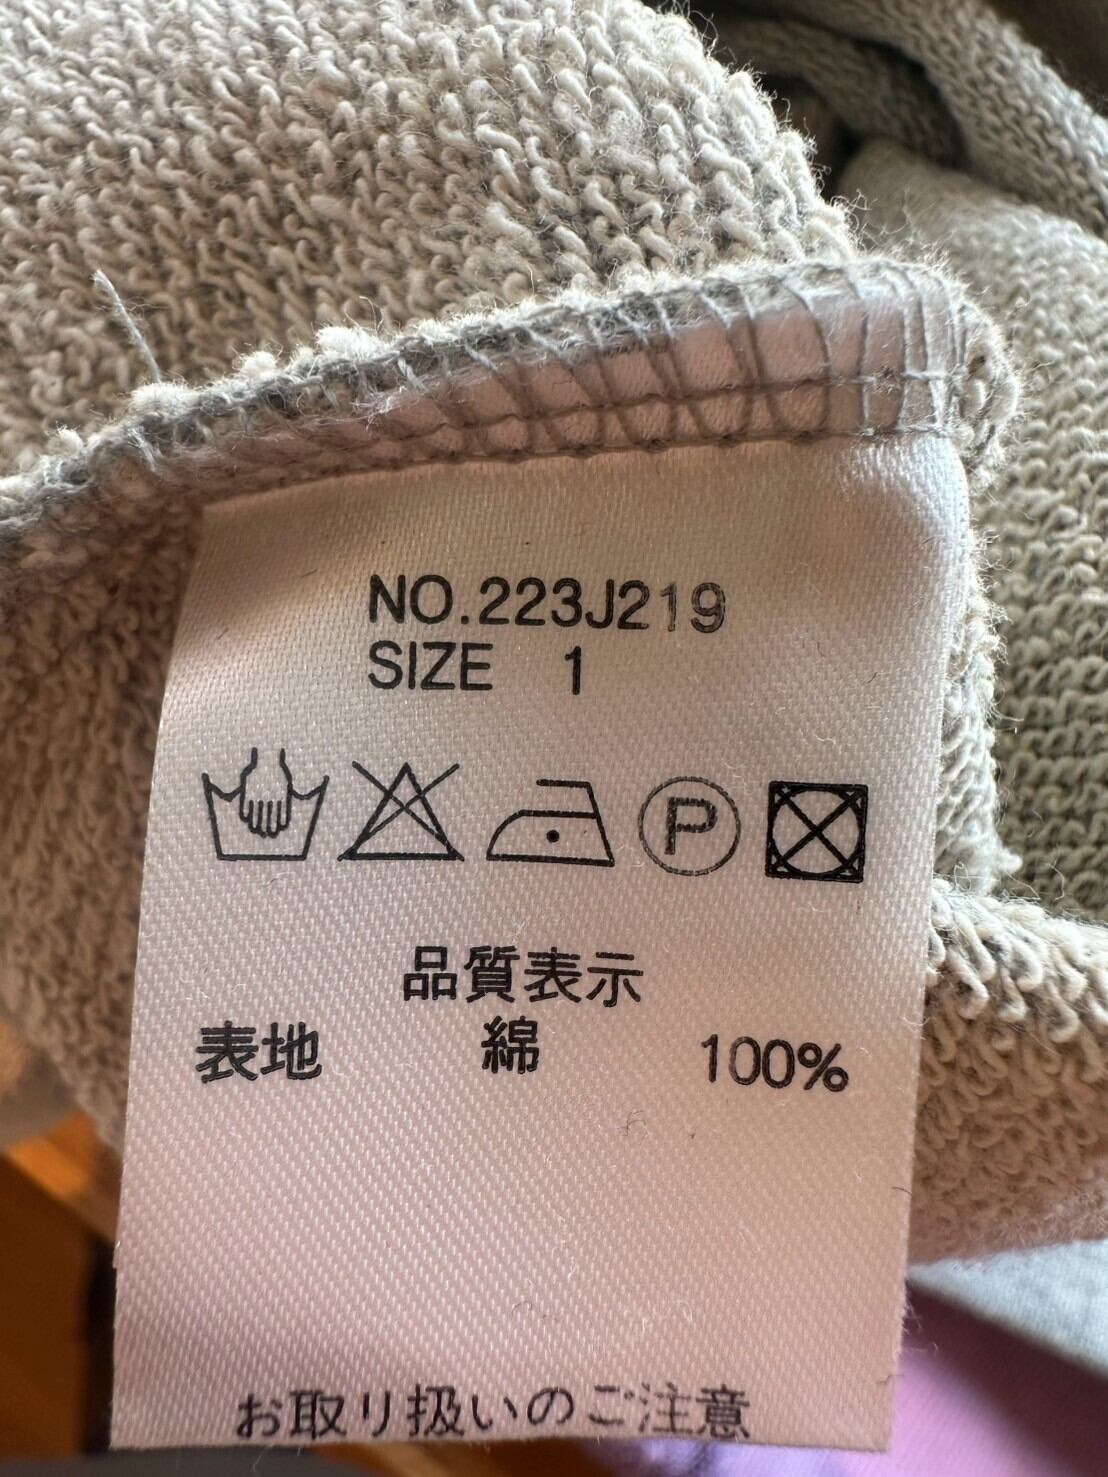 NO.223J219
SIZE 1
P
品質表示
表地 綿 100%
お取り扱いのご注意